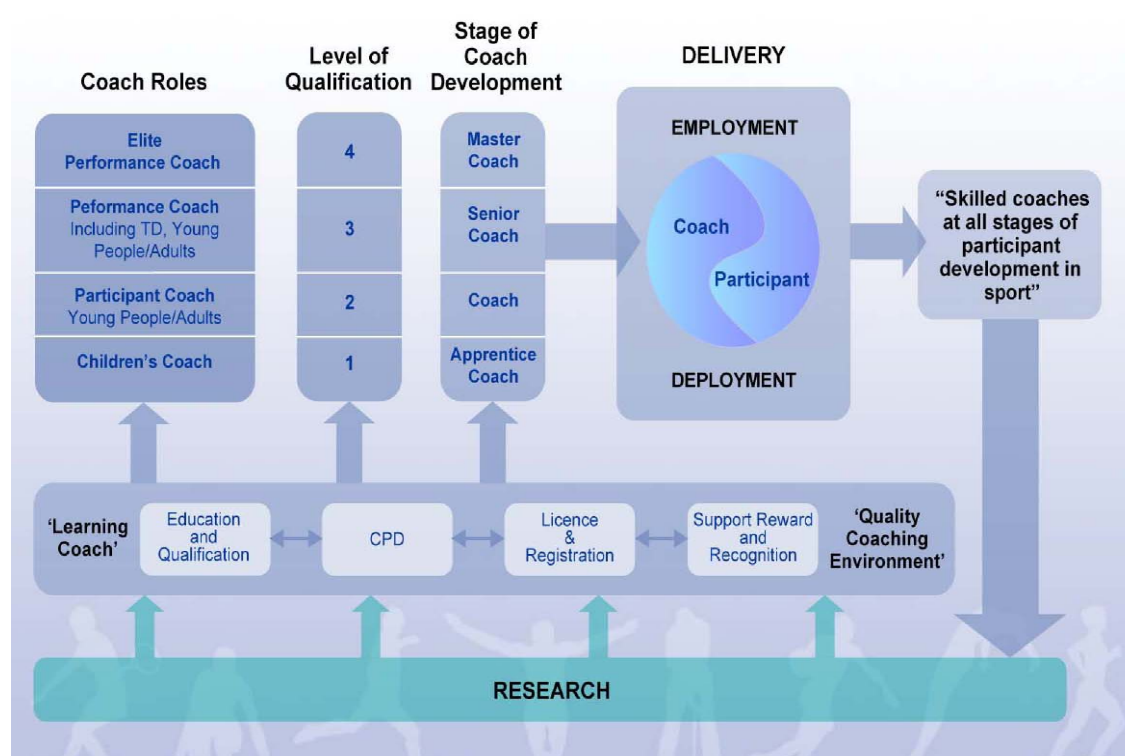 Coach Roles
Level of
Qualification
Stage of
Coach
Development
DELIVERY
Elite
Performance Coach
4
Master
Coach
Peformance Coach
Including TD, Young
People/Adults
3
Senior
Coach
Participant Coach
Young People/Adults
2
Coach
Children's Coach
1
Apprentice
Coach
EMPLOYMENT
Coach
Participant
DEPLOYMENT
“Skilled coaches
at all stages of
participant
development in
sport”
‘Learning
Coach’
Education
and
Qualification
CPD
Licence
&
Registration
Support Reward
and
Recognition
‘Quality
Coaching
Environment’
RESEARCH